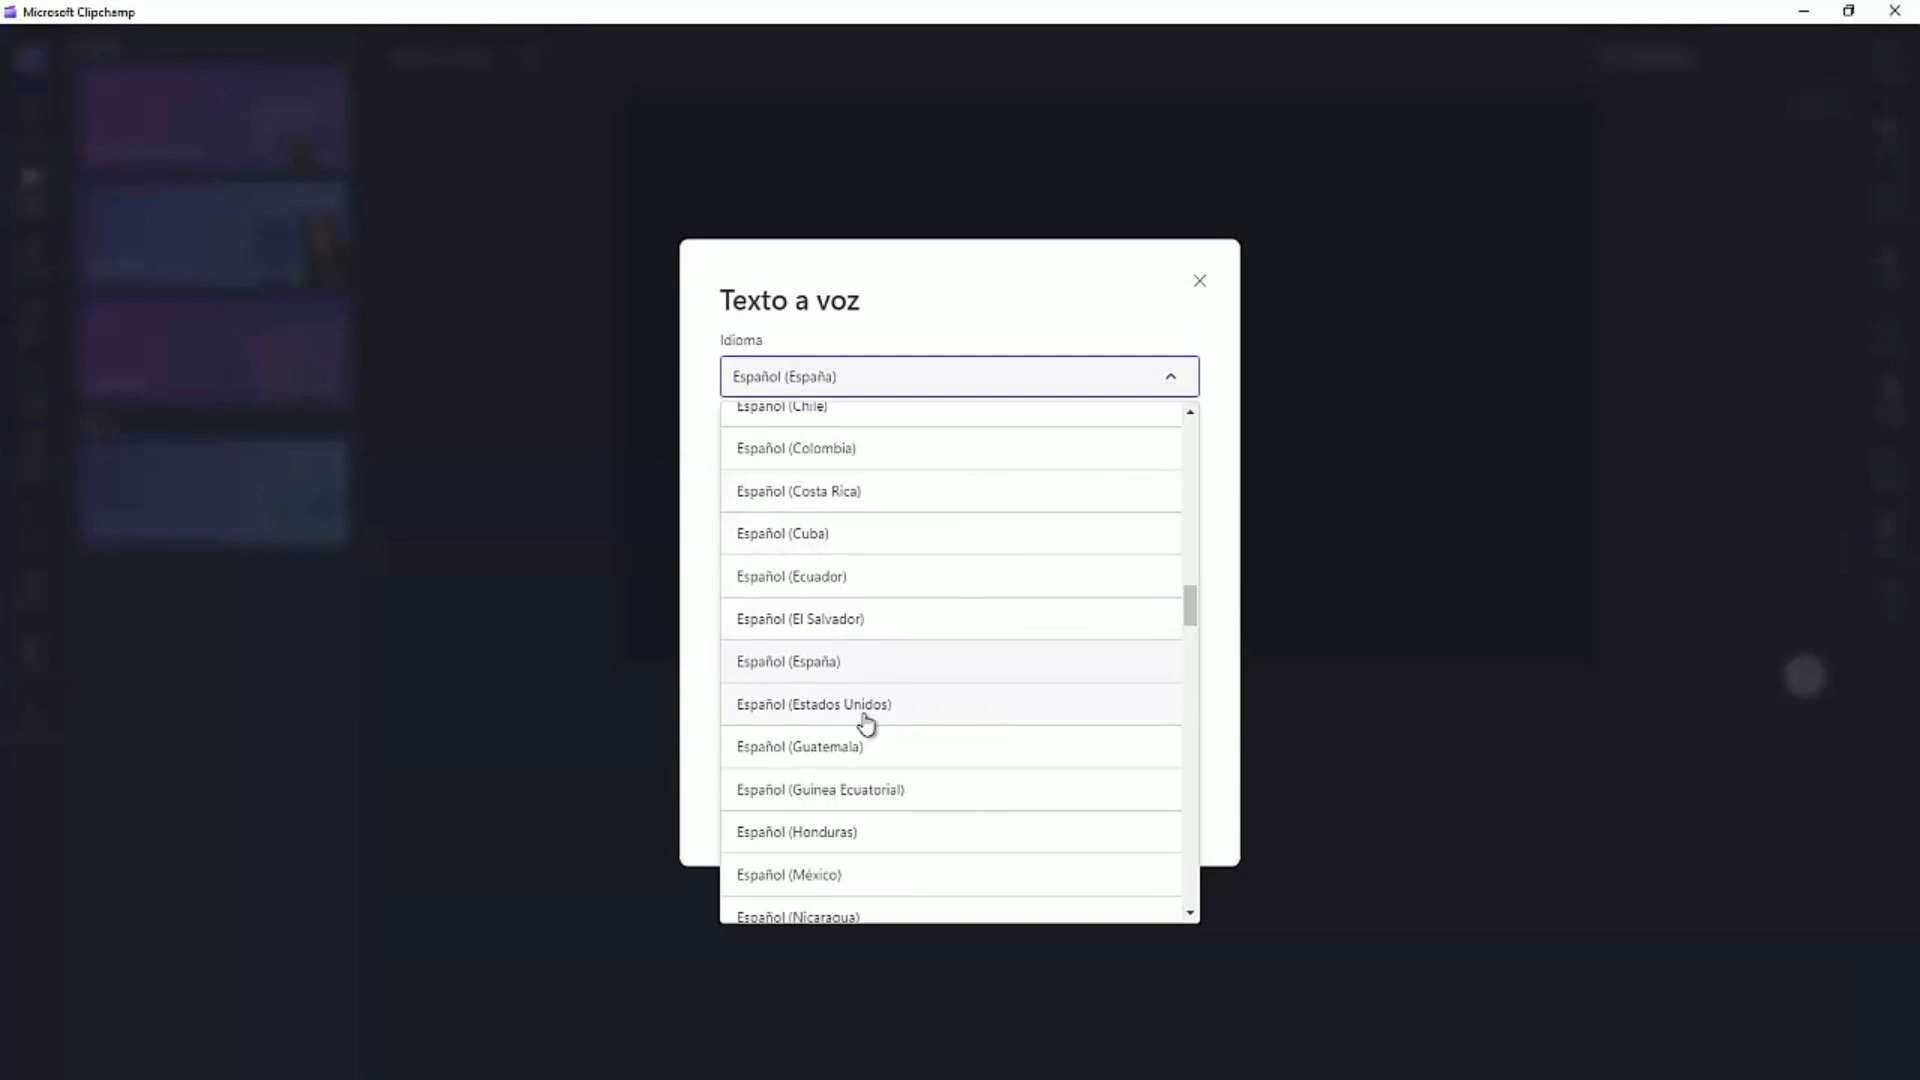 Microsoft Clipchamp
Texto a voz
Idioma
Español (España)
Español (Chile)
Español (Colombia)
Español (Costa Rica)
Español (Cuba)
Español (Ecuador)
Español (El Salvador)
Español (España)
Español (Estados Unidos)
Español (Guatemala)
Español (Guinea Ecuatorial)
Español (Honduras)
Español (México)
Español (Nicaragua)